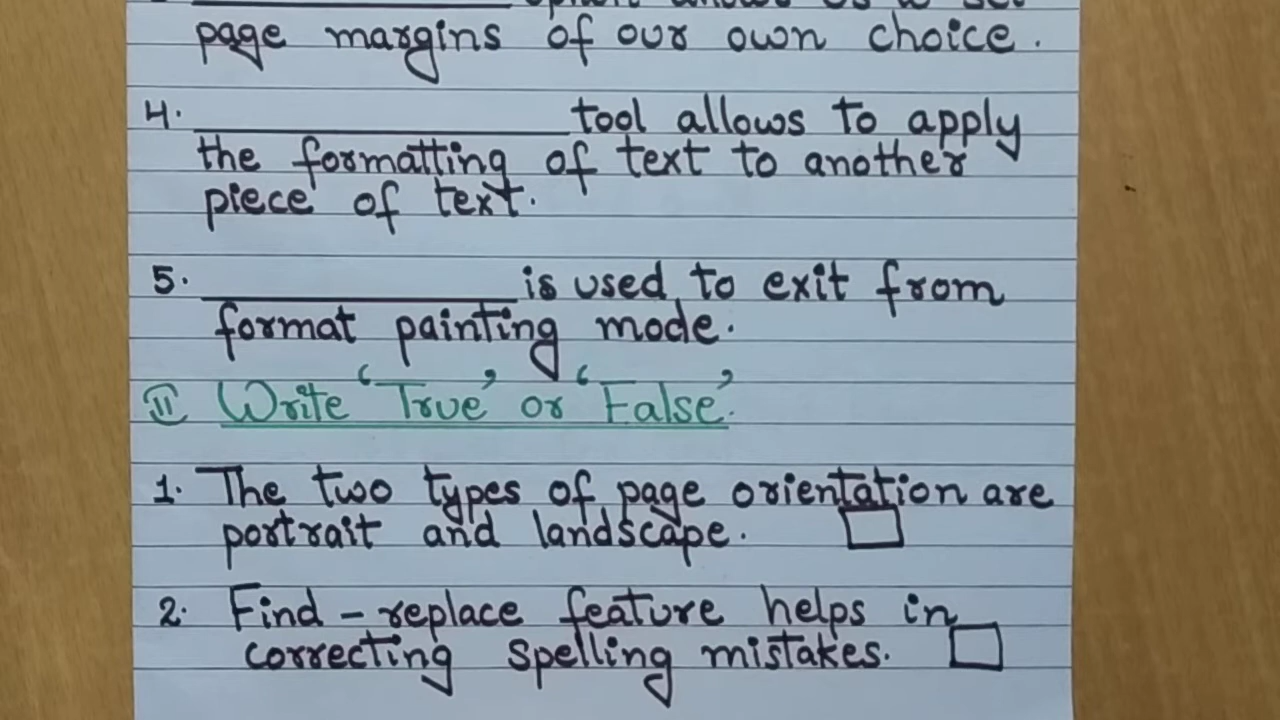 page margins of our own choice.
4. ____________ tool allows to apply
the formatting of text to another
piece of text.
5. ____________ is used to exit from
format painting mode.
II Write 'True' or 'False'.
1. The two types of page orientation are
portrait and landscape.
2. Find - replace feature helps in
correcting spelling mistakes.